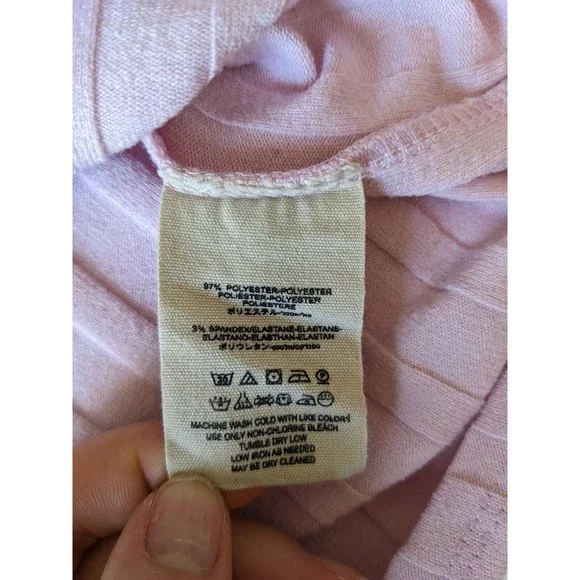 97% POLYESTER-POLYESTER
POLIESTER-POLYESTER
POLIESTERE
ポリエステル
3% SPANDEX/ELASTANE-ELASTANE-
ELASTANO-ELASTHAN-ELASTAN
ポリウレタン
MACHINE WASH COLD WITH LIKE COLORS
USE ONLY NON-CHLORINE BLEACH
TUMBLE DRY LOW
LOW IRON AS NEEDED
MAY BE DRY CLEANED